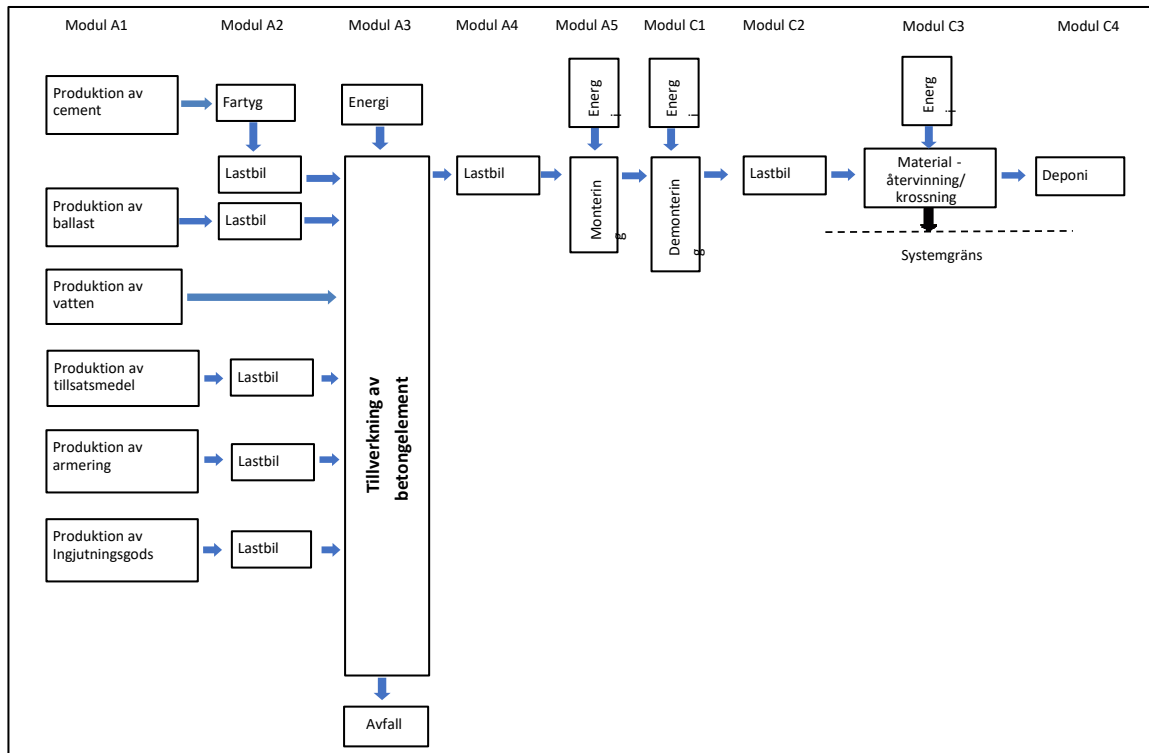 Modul A1
Modul A2
Modul A3
Modul A4
Modul A5
Modul C1
Modul C2
Modul C3
Modul C4
Produktion av
cement
Fartyg
Energi
Energ
i
Energ
i
Energ
i
Lastbil
Produktion av
ballast
Lastbil
Lastbil
Monterin
g
Demonterin
g
Lastbil
Material -
återvinning/
krossning
Deponi
Systemgräns
Produktion av
vatten
Produktion av
tillsatsmedel
Lastbil
Tillverkning av
betongelement
Produktion av
armering
Lastbil
Produktion av
Ingjutningsgods
Lastbil
Avfall